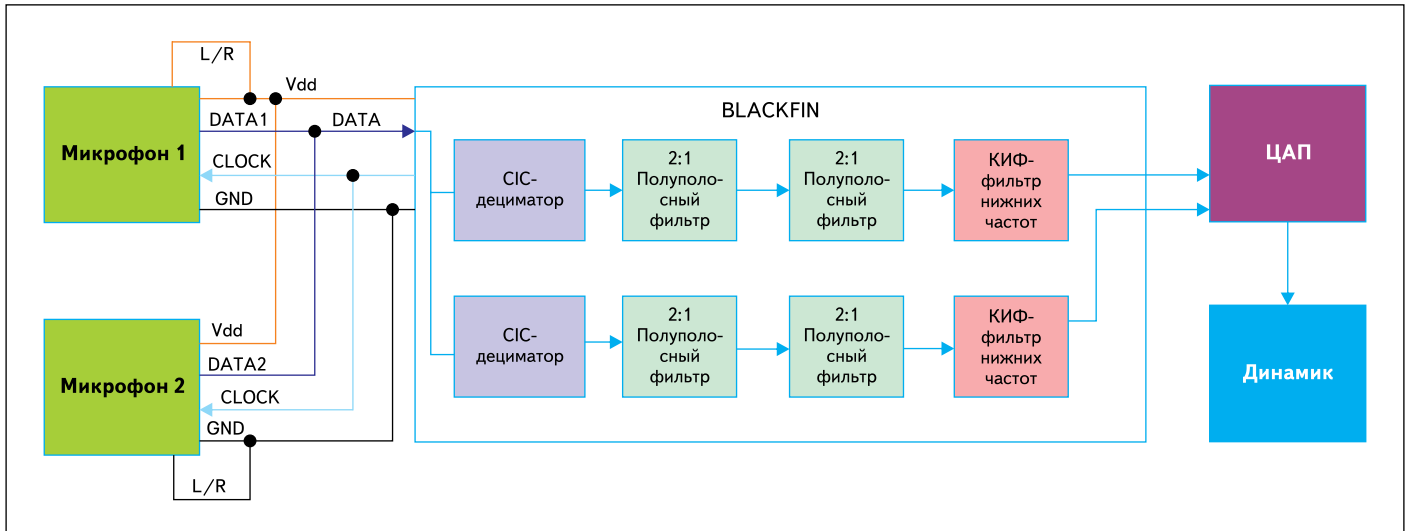 L/R
Vdd
Микрофон 1
DATA1
DATA
CLOCK
GND
Микрофон 2
Vdd
DATA2
CLOCK
GND
L/R
BLACKFIN
CIC-
дециматор
2:1
Полуполо-
сный
фильтр
2:1
Полуполо-
сный
фильтр
КИФ-
фильтр
нижних
частот
CIC-
дециматор
2:1
Полуполо-
сный
фильтр
2:1
Полуполо-
сный
фильтр
КИФ-
фильтр
нижних
частот
ЦАП
Динамик